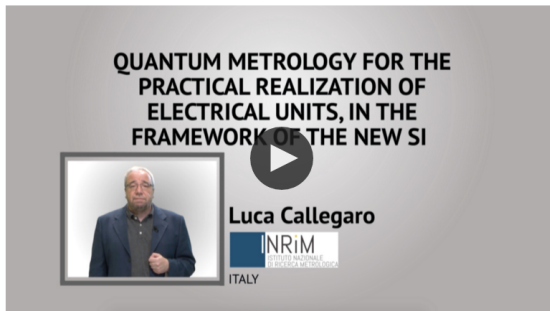 QUANTUM METROLOGY FOR THE
PRACTICAL REALIZATION OF
ELECTRICAL UNITS, IN THE
FRAMEWORK OF THE NEW SI
Luca Callegaro
INRiM
ISTITUTO NAZIONALE
DI RICERCA METROLOGICA
ITALY